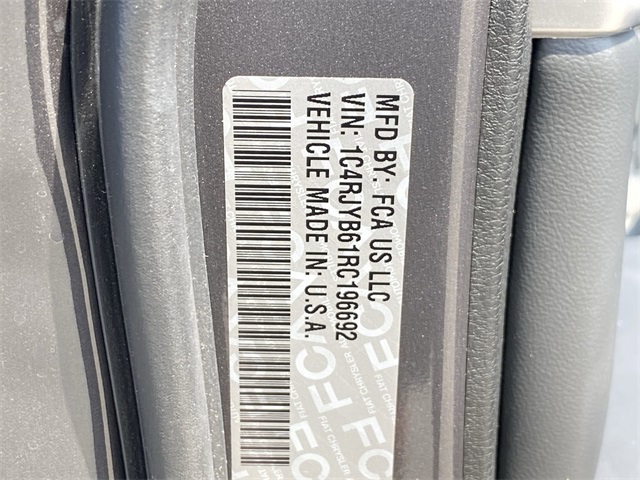 MFD BY: FCA US LLC
VIN: 1C4RJYB61RC196692
VEHICLE MADE IN: U.S.A.